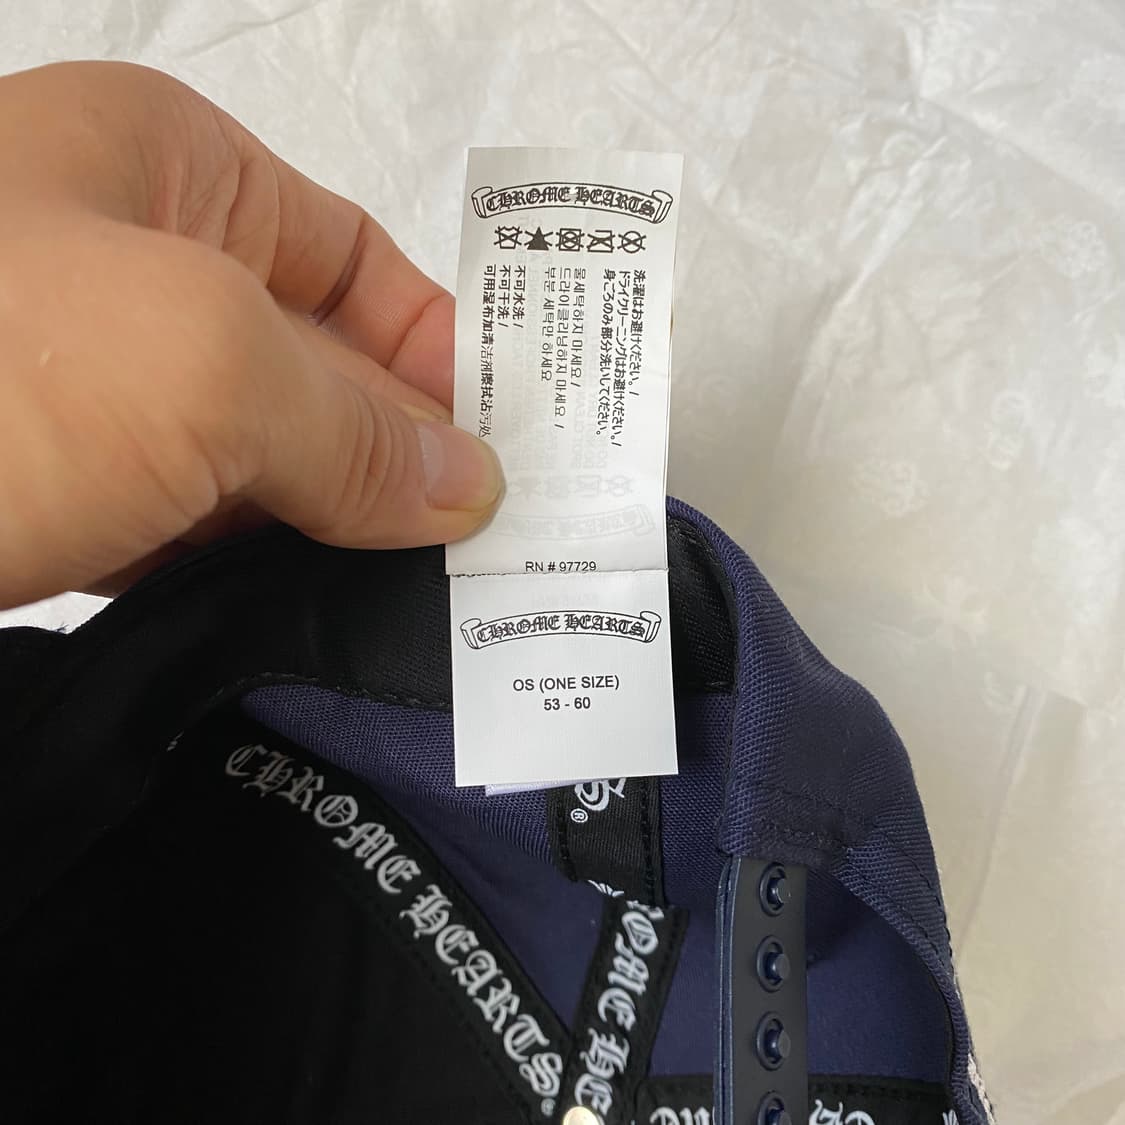 CHROME HEARTS
洗濯はお避けください。/
ドライクリーニングはお避けください。/
身ごろのみ部分洗いしてください。
물세탁하지 마세요 /
드라이클리닝하지 마세요 /
부분 세탁만 하세요
不可水洗 /
不可干洗 /
可用湿布加清洁剂擦拭沾污处
RN # 97729
CHROME HEARTS
OS (ONE SIZE)
53 - 60
CHROME HEARTS®
S®
OME HE